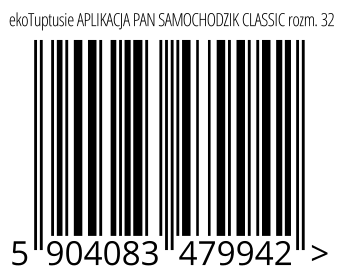 ekoTuptusie APLIKACJA PAN SAMOCHODZIK CLASSIC rozm. 32
5 904083 479942 >